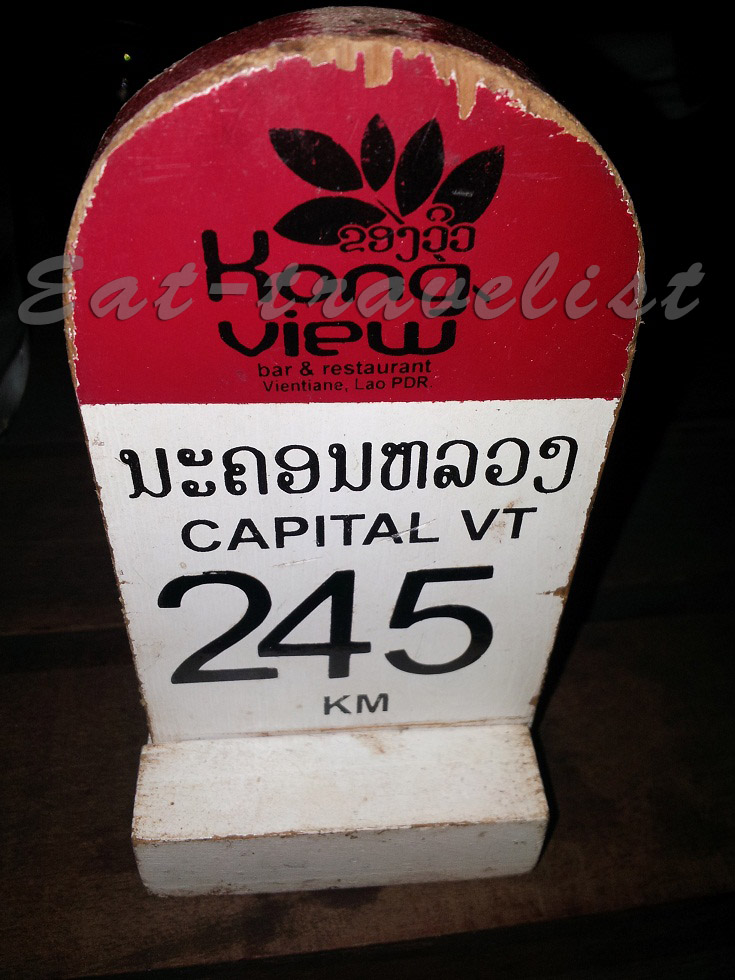 ຂອງວິວ
Kong
view
bar & restaurant
Vientiane, Lao PDR.
ນະຄອນຫລວງ
CAPITAL VT
245
KM
Eat-travelist